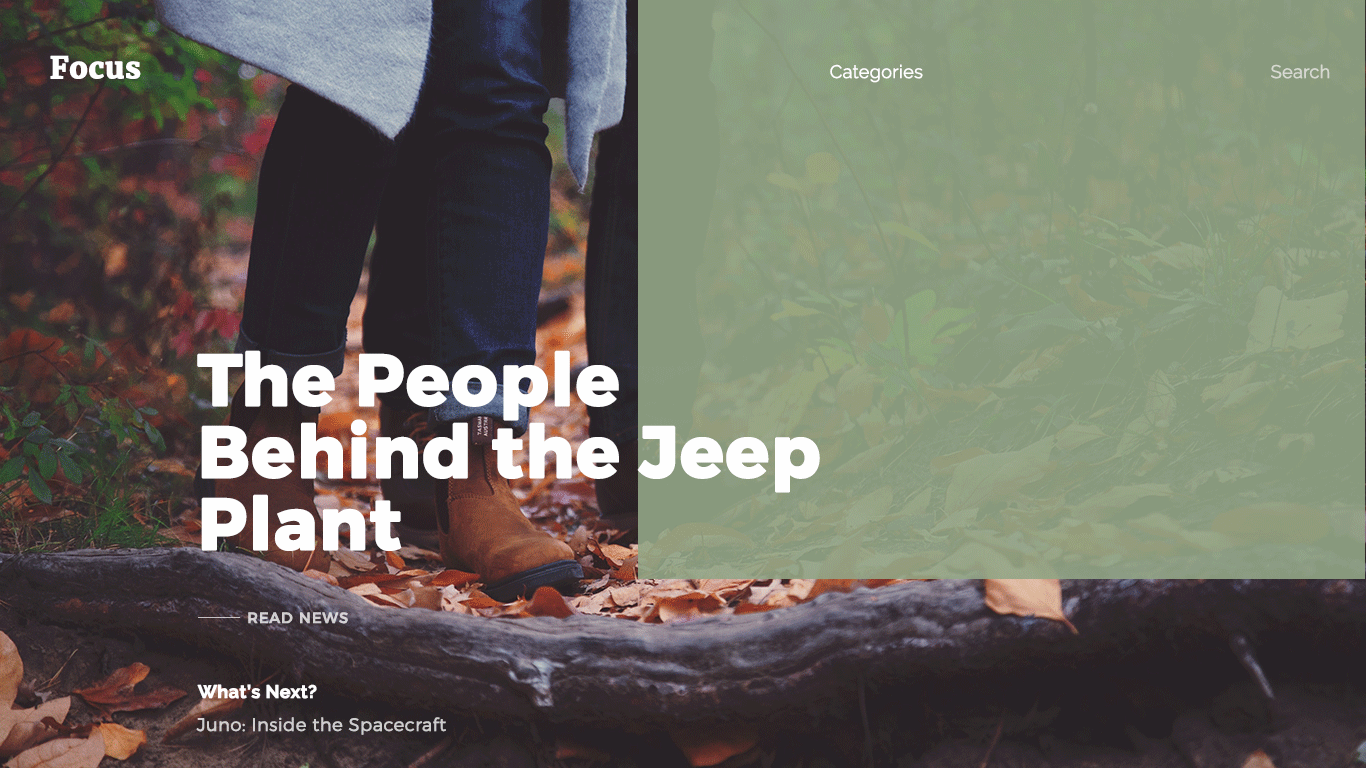 Focus
Categories
Search
The People
Behind the Jeep
Plant
READ NEWS
What's Next?
Juno: Inside the Spacecraft